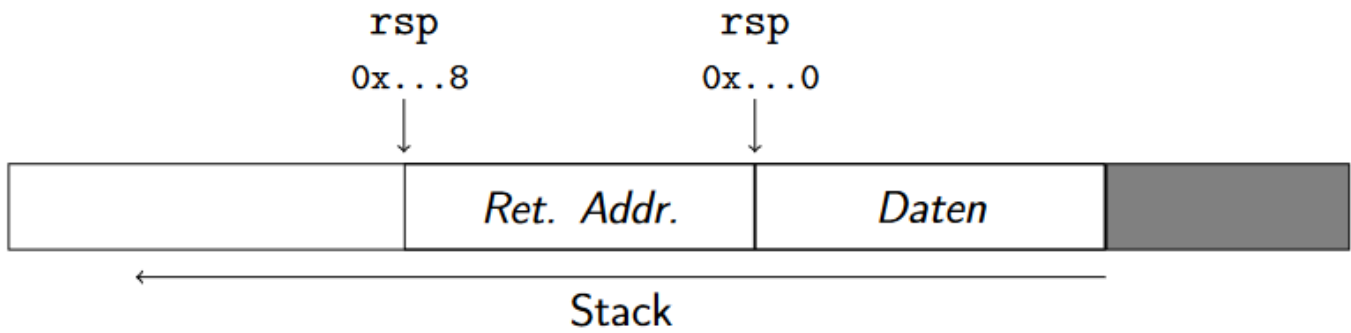 rsp rsp
0x...8 0x...0
Ret. Addr. Daten
Stack